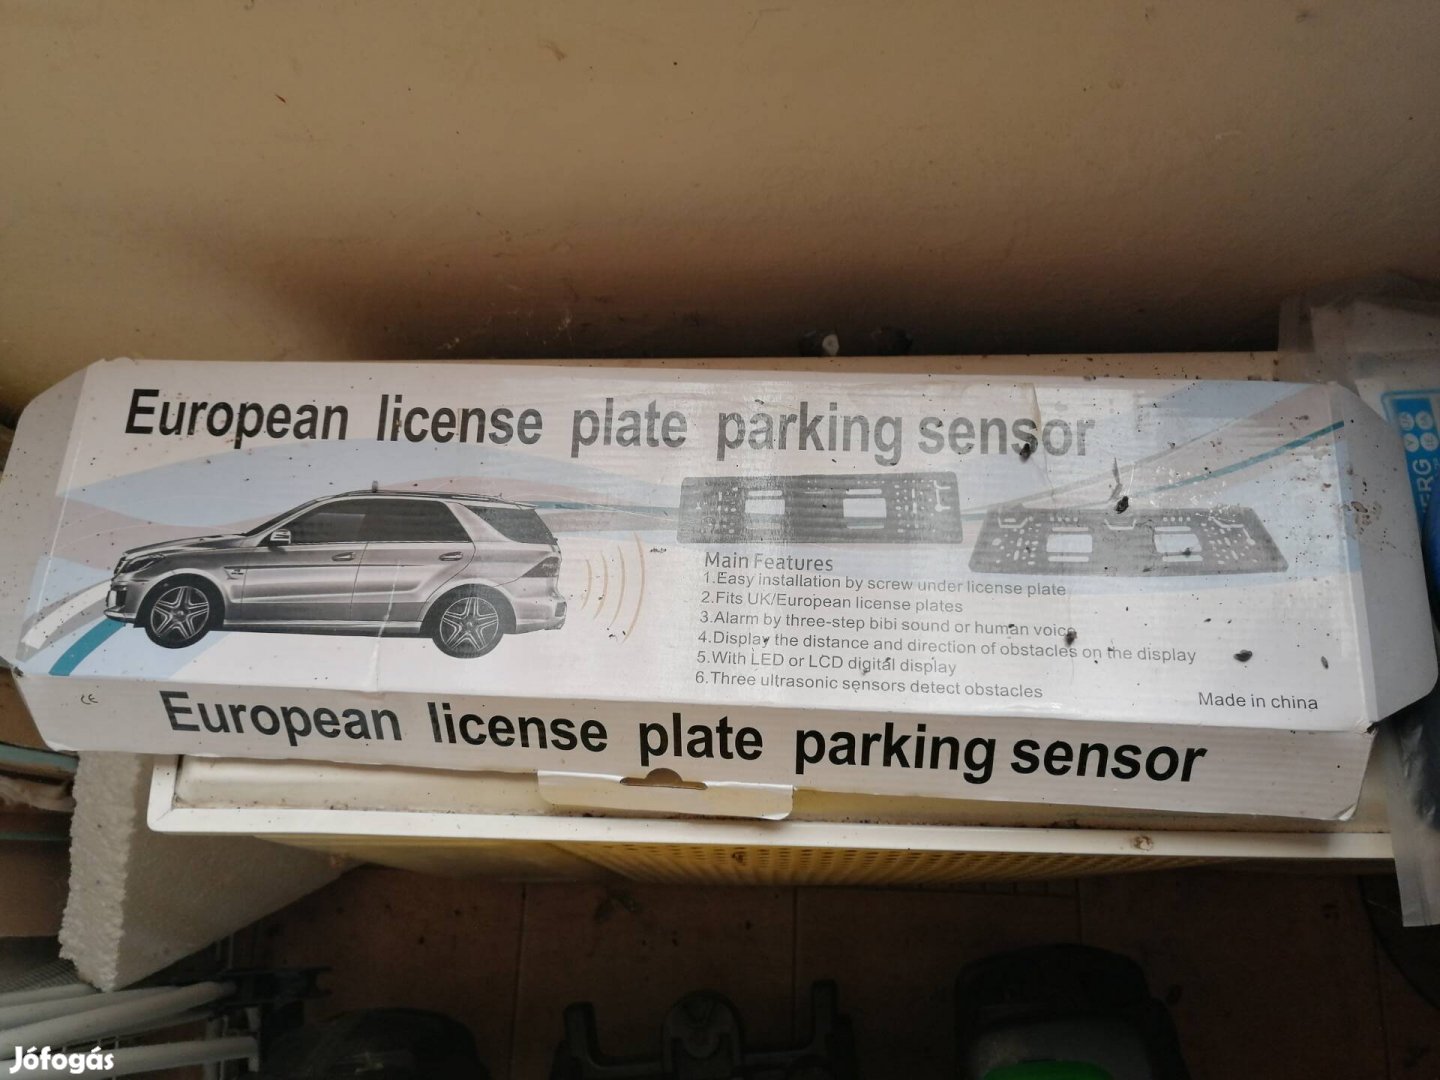 European license plate parking sensor
Main Features
1.Easy installation by screw under license plate
2.Fits UK/European license plates
3.Alarm by three-step bibi sound or human voice
4.Display the distance and direction of obstacles on the display
5.With LED or LCD digital display
6.Three ultrasonic sensors detect obstacles
Made in china
CE
European license plate parking sensor
ERG
Jófogás